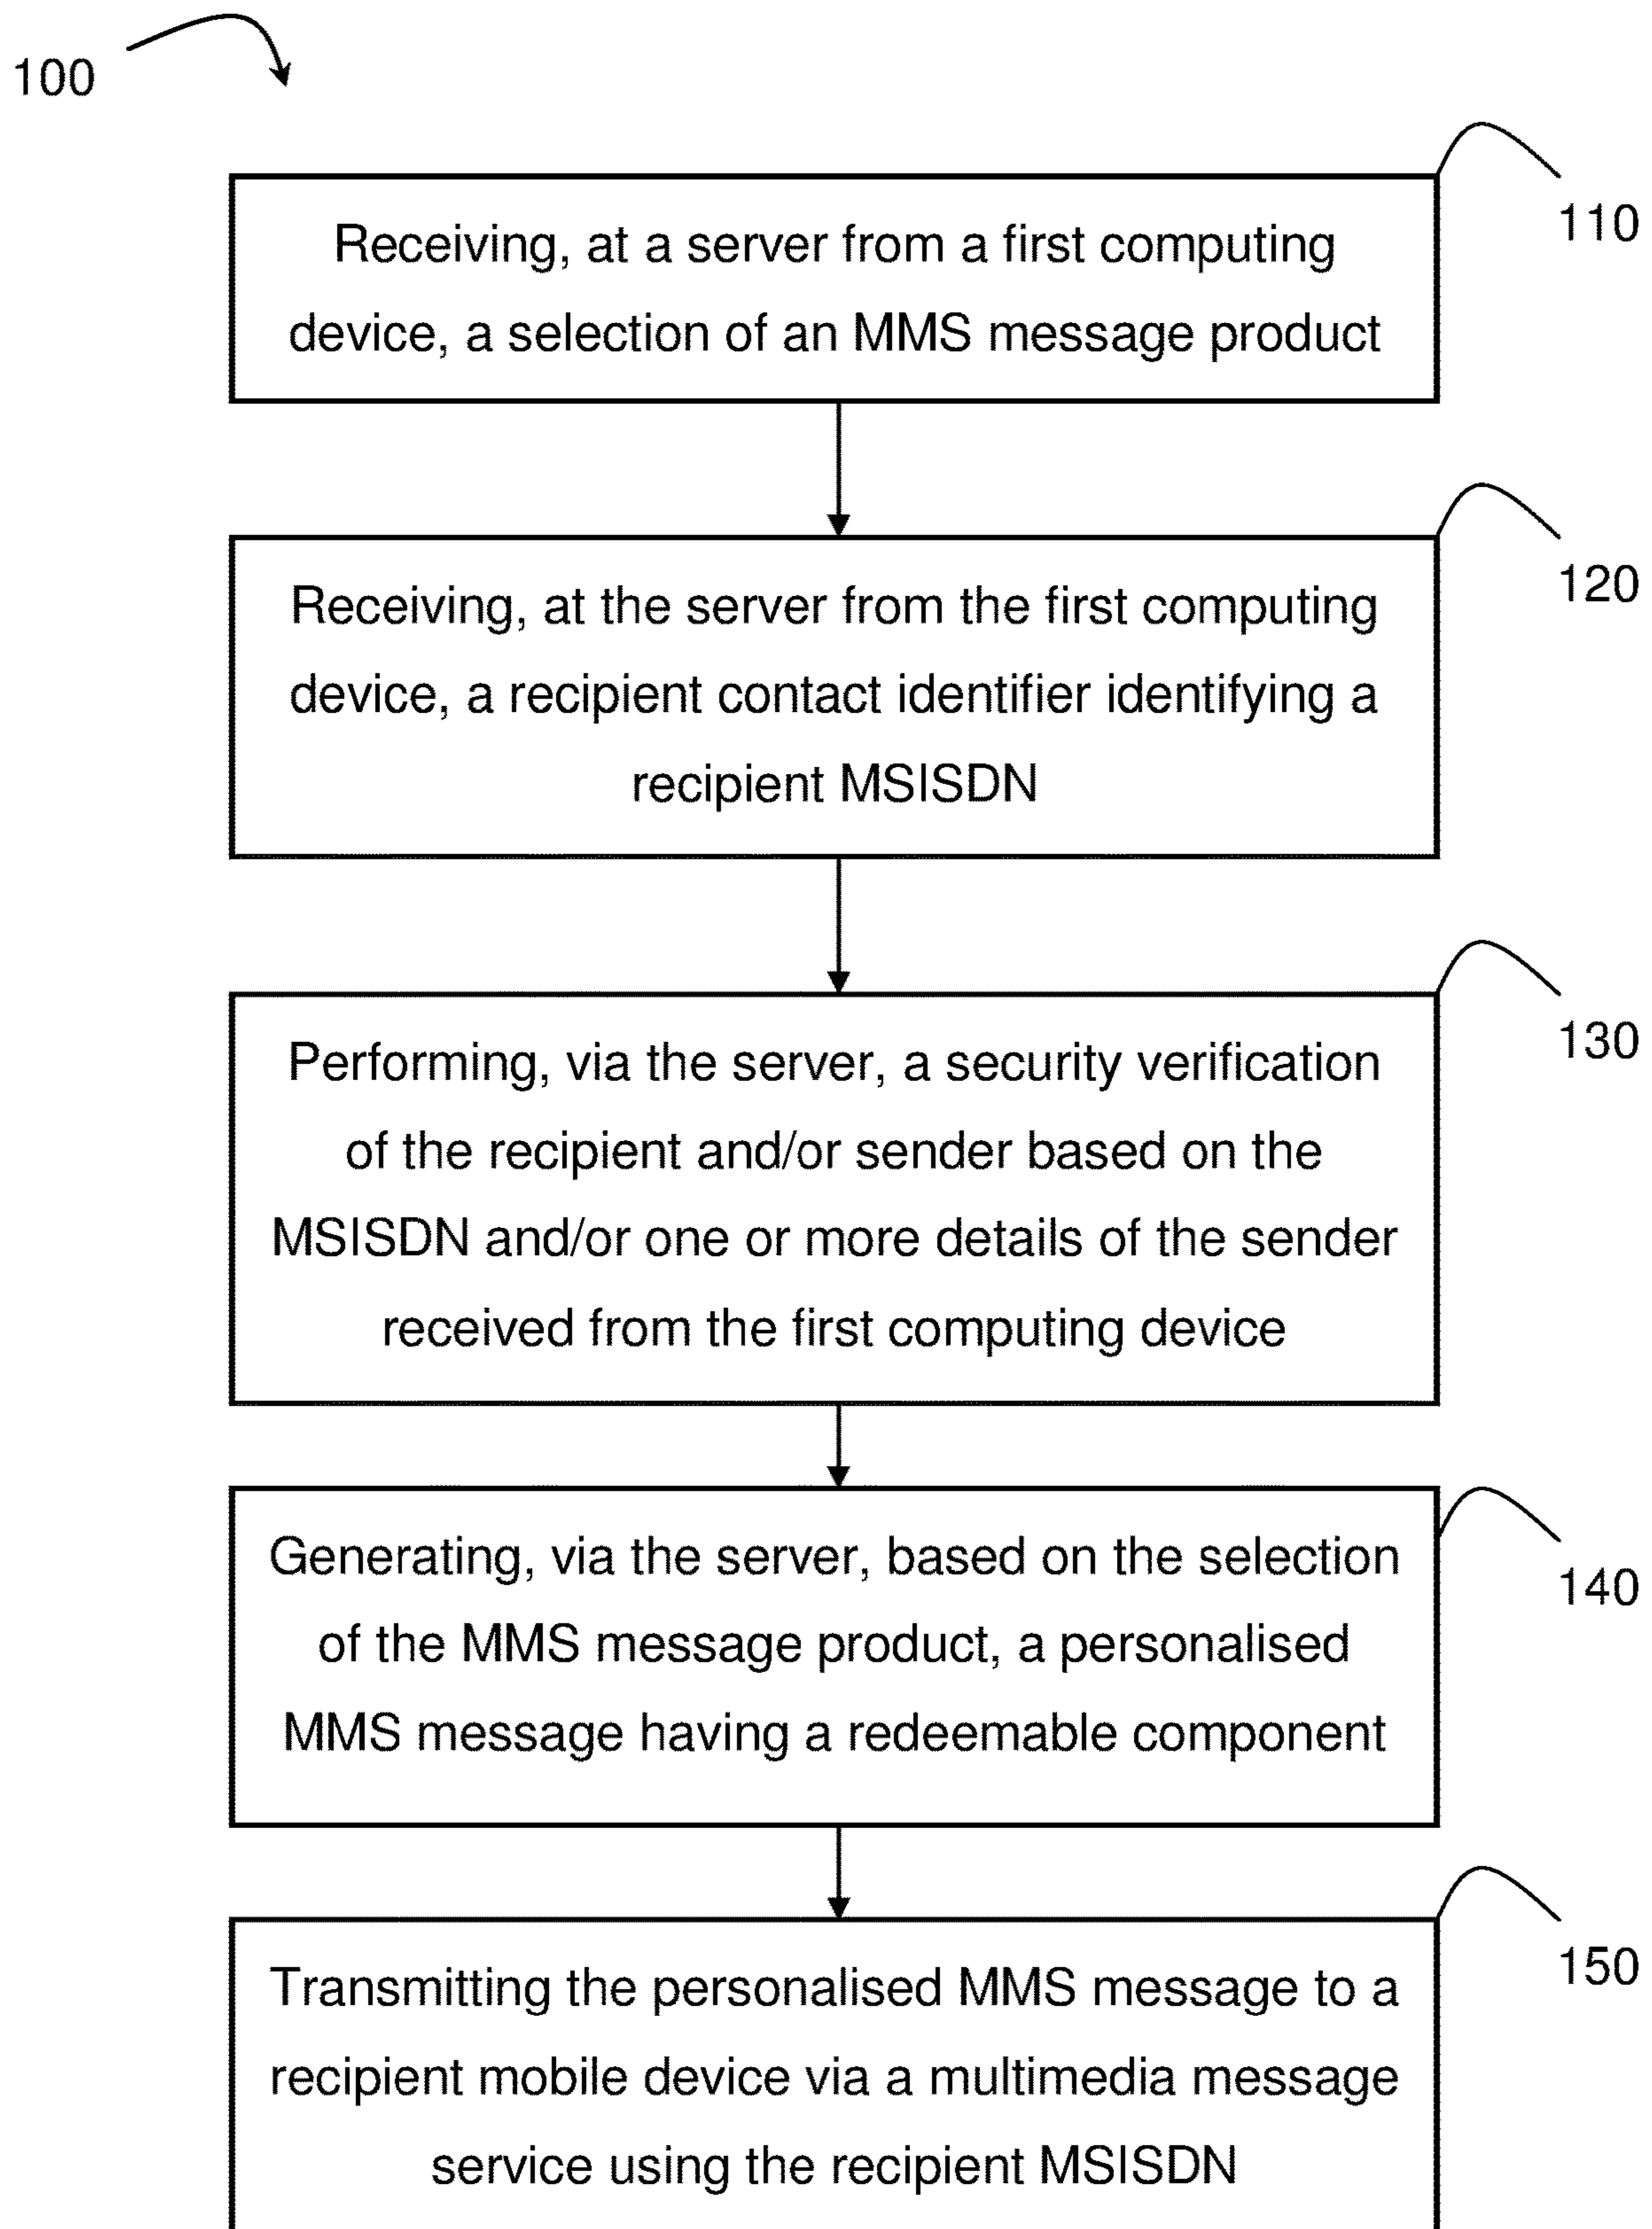 100
110
Receiving, at a server from a first computing
device, a selection of an MMS message product
120
Receiving, at the server from the first computing
device, a recipient contact identifier identifying a
recipient MSISDN
130
Performing, via the server, a security verification
of the recipient and/or sender based on the
MSISDN and/or one or more details of the sender
received from the first computing device
140
Generating, via the server, based on the selection
of the MMS message product, a personalised
MMS message having a redeemable component
150
Transmitting the personalised MMS message to a
recipient mobile device via a multimedia message
service using the recipient MSISDN